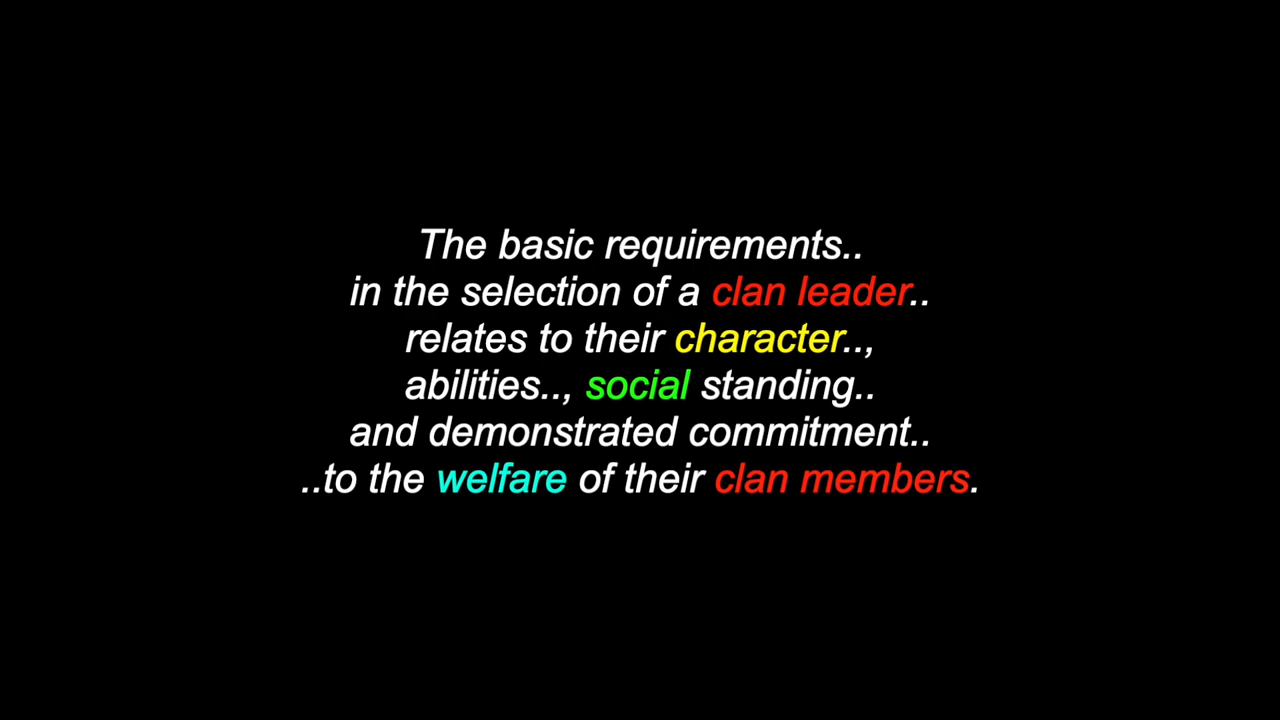 The basic requirements..
in the selection of a clan leader..
relates to their character..,
abilities.., social standing..
and demonstrated commitment..
..to the welfare of their clan members.